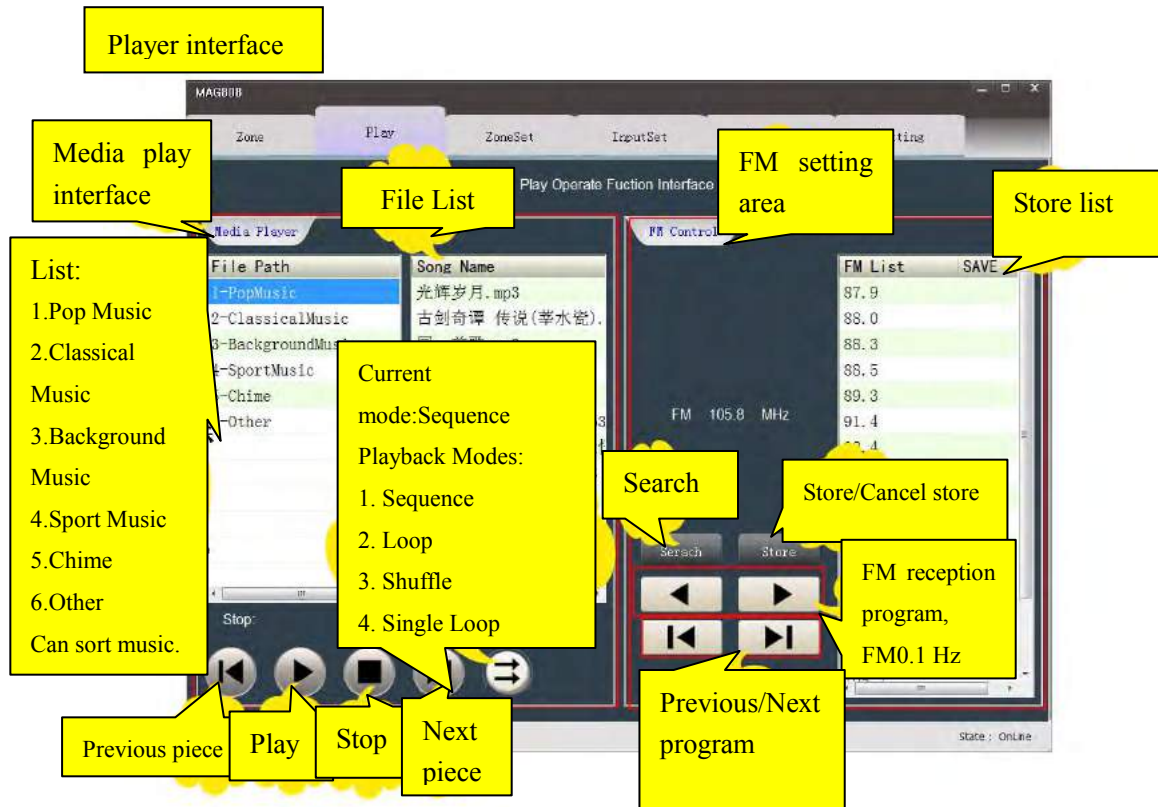 Player interface
MAG808
Zone
Play
ZoneSet
InputSet
Media play
interface
File List
Play Operate Fuction Interface
FM setting
area
Store list
Media Player
FM Control
List:
1.Pop Music
2.Classical
Music
3.Background
Music
4.Sport Music
5.Chime
6.Other
Can sort music.
File Path
1-PopMusic
2-ClassicalMusic
3-BackgroundMus
4-SportMusic
-Chime
-Other
Song Name
光辉岁月.mp3
古剑奇谭 传说(莘水瓷).
Current
mode:Sequence
Playback Modes:
1. Sequence
2. Loop
3. Shuffle
4. Single Loop
FM 105.8 MHz
FM List SAVE
87.9
88.0
88.3
88.5
89.3
91.4
Search
Store/Cancel store
Serach
Store
FM reception
program,
FM0.1 Hz
Stop:
Previous piece
Play
Stop
Next
piece
Previous/Next
program
State : OnLine